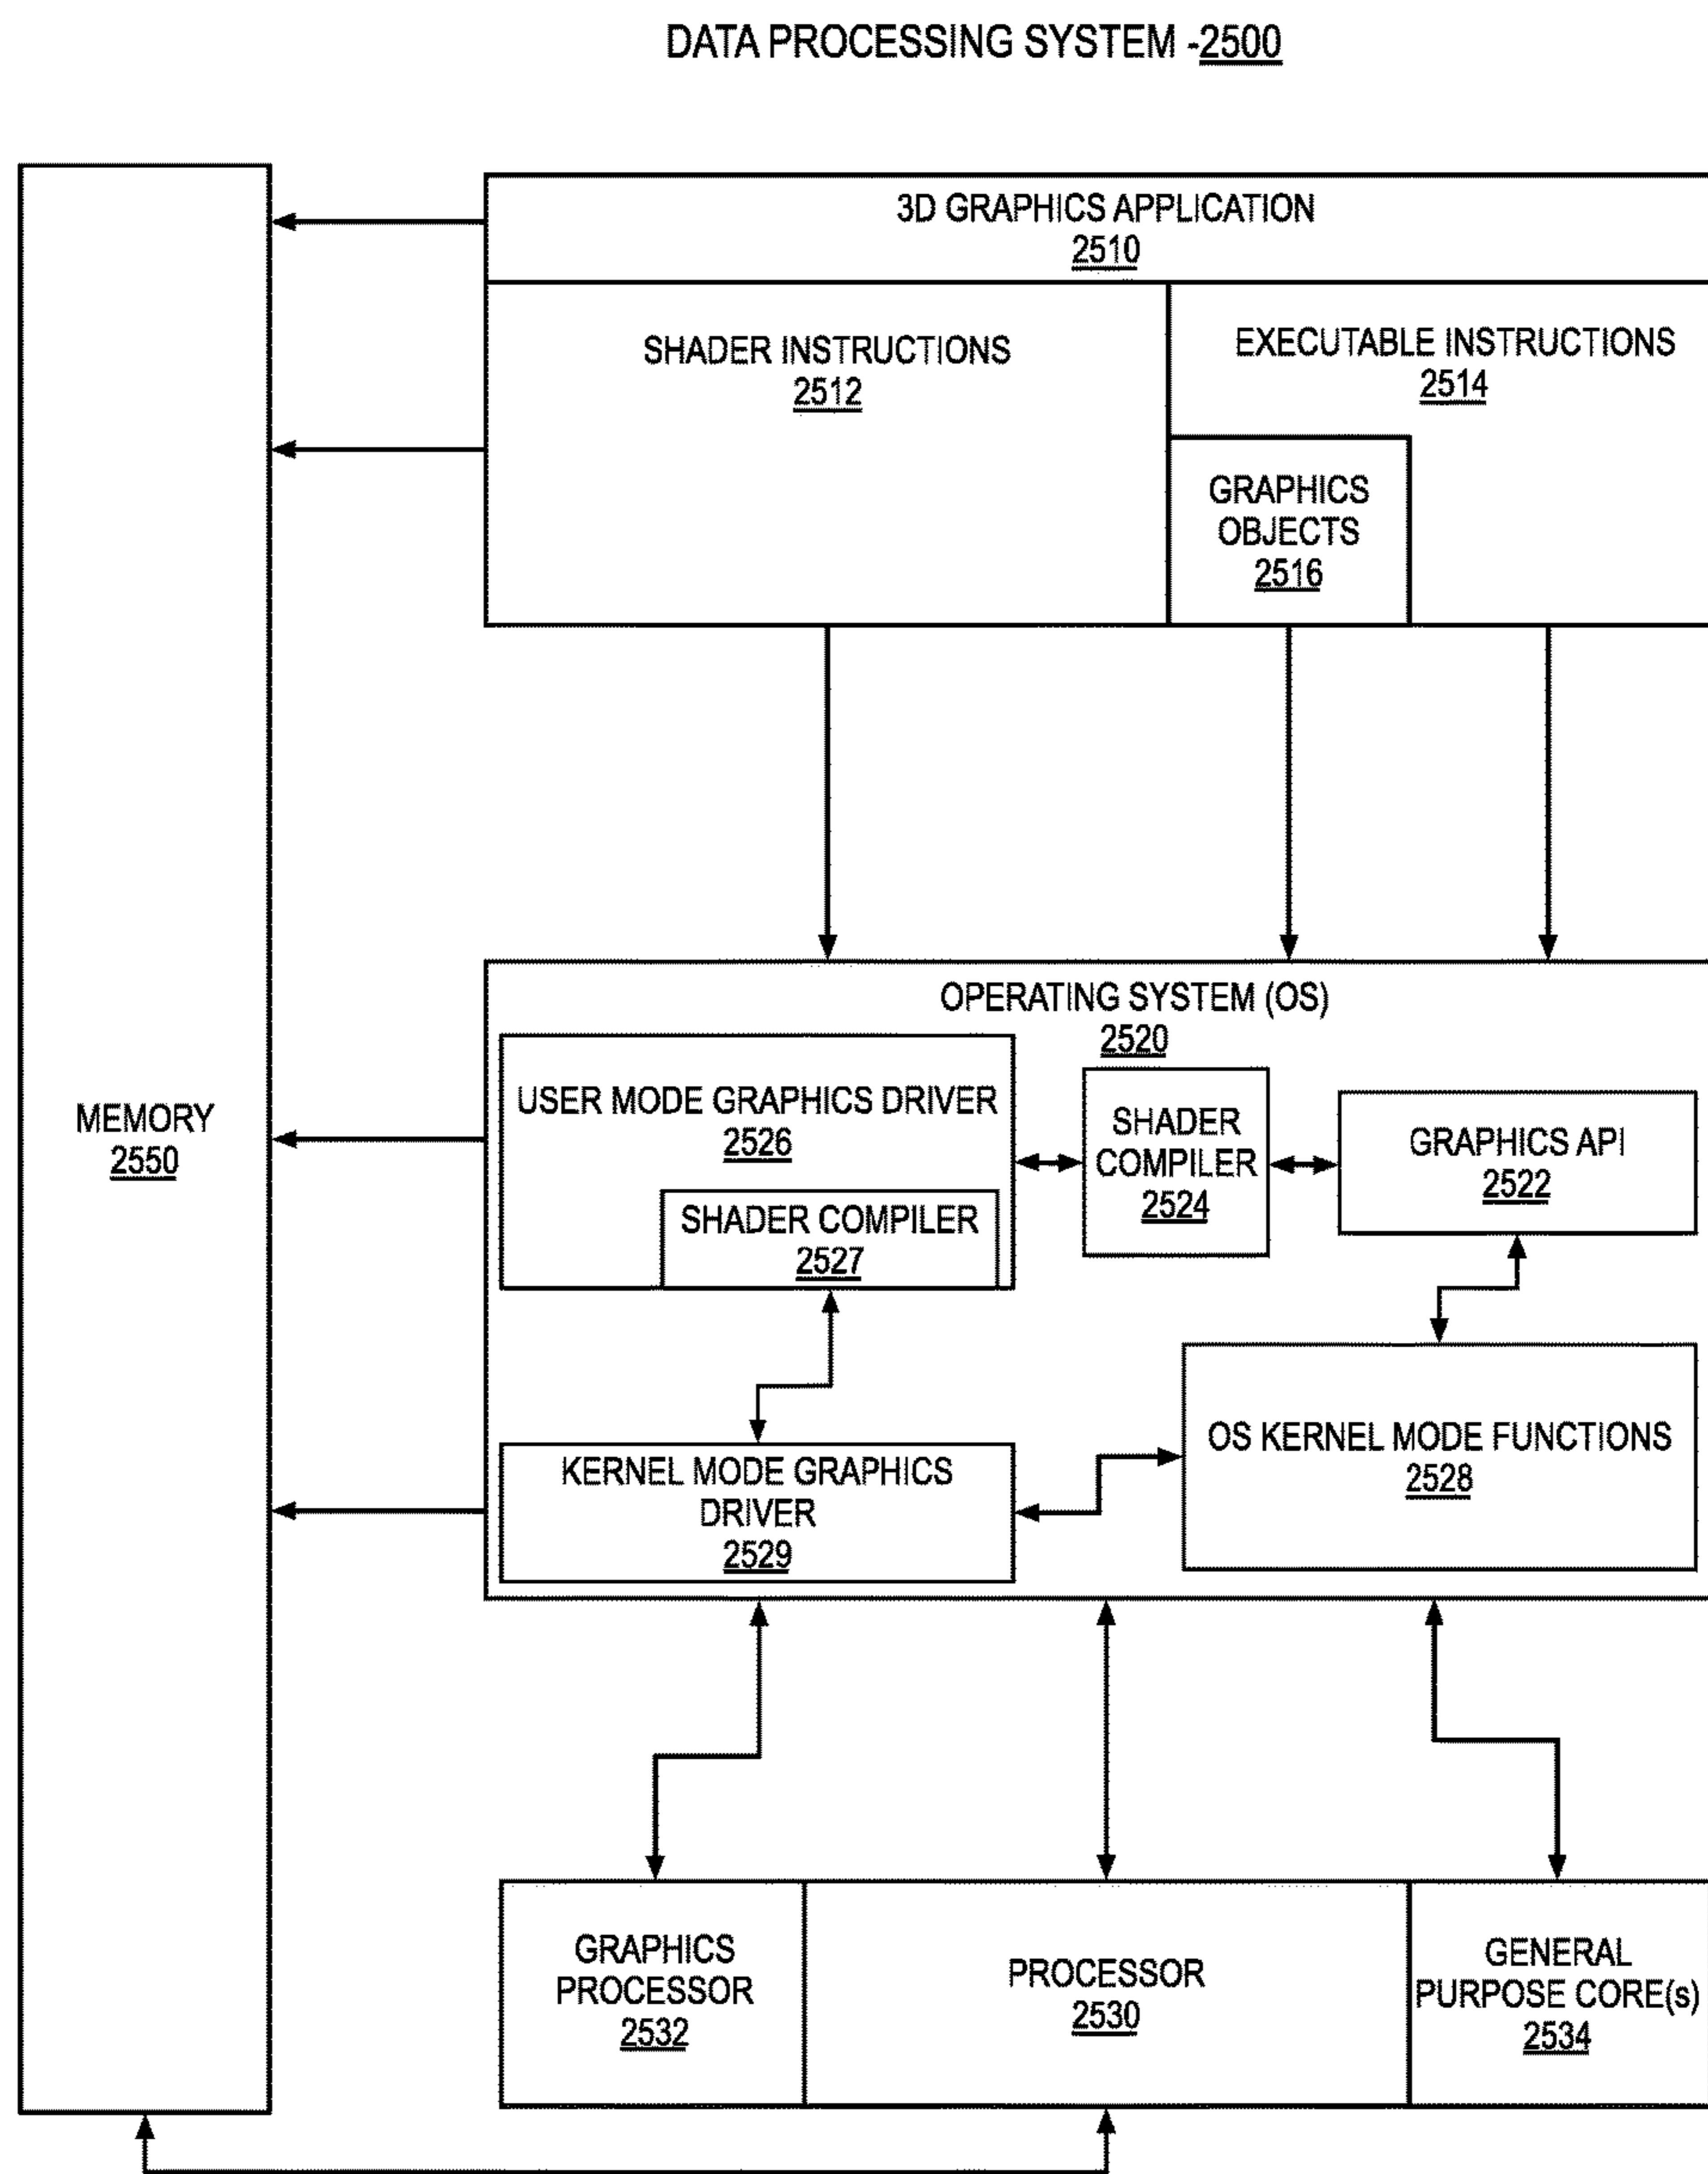 DATA PROCESSING SYSTEM -2500
3D GRAPHICS APPLICATION
2510
SHADER INSTRUCTIONS
2512
EXECUTABLE INSTRUCTIONS
2514
GRAPHICS
OBJECTS
2516
MEMORY
2550
OPERATING SYSTEM (OS)
2520
USER MODE GRAPHICS DRIVER
2526
SHADER COMPILER
2527
SHADER
COMPILER
2524
GRAPHICS API
2522
KERNEL MODE GRAPHICS
DRIVER
2529
OS KERNEL MODE FUNCTIONS
2528
GRAPHICS
PROCESSOR
2532
PROCESSOR
2530
GENERAL
PURPOSE CORE(s)
2534